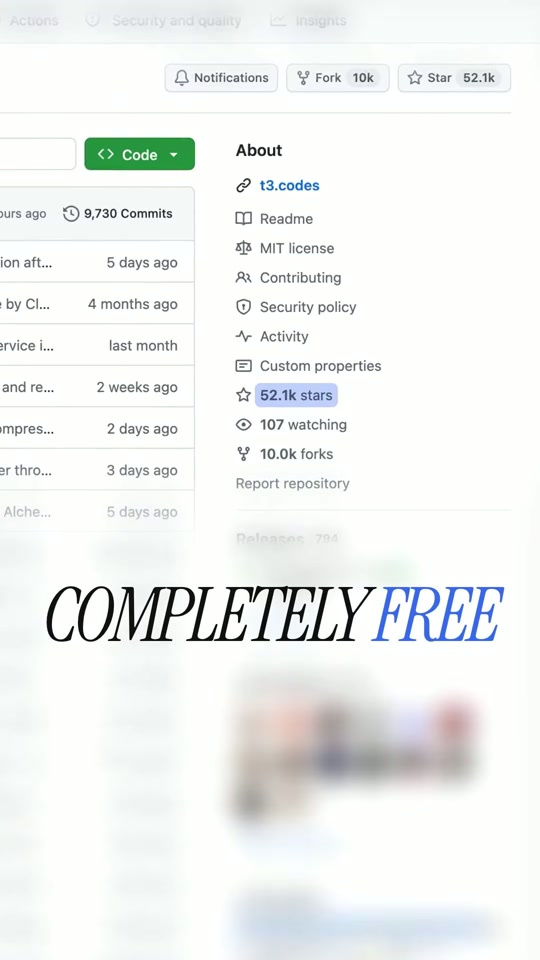 Actions Security and quality Insights
Notifications Fork 10k Star 52.1k
Code
About
t3.codes
Readme
MIT license
Contributing
Security policy
Activity
Custom properties
52.1k stars
107 watching
10.0k forks
Report repository
ours ago 9,730 Commits
ion aft... 5 days ago
e by Cl... 4 months ago
ervice i... last month
and re... 2 weeks ago
ompres... 2 days ago
er thro... 3 days ago
Alche... 5 days ago
Releases 794
COMPLETELY FREE